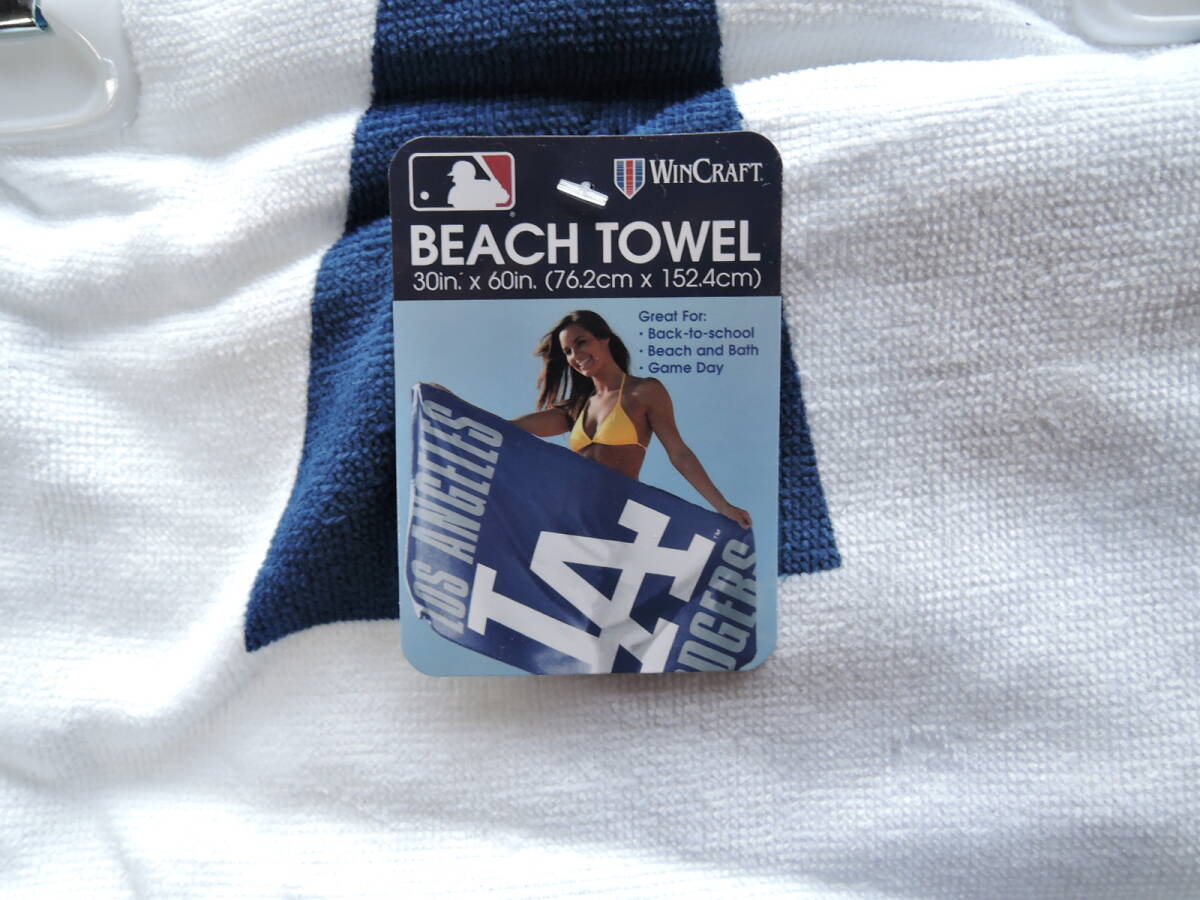 WINCRAFT.
BEACH TOWEL
30in. x 60in. (76.2cm x 152.4cm)
Great For:
• Back-to-school
• Beach and Bath
• Game Day
LOS ANGELES
LA
™
DODGERS